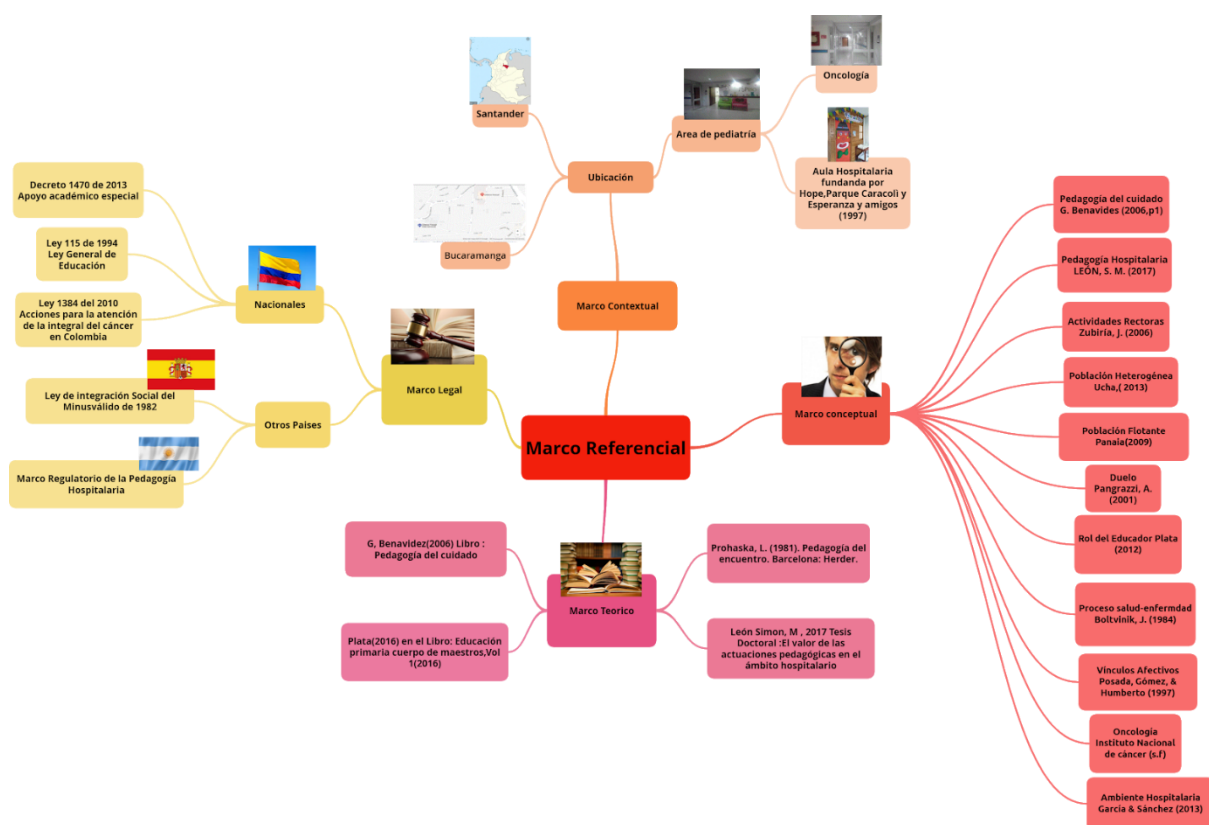 Marco Referencial
Marco Contextual
Ubicación
Santander
Bucaramanga
Area de pediatría
Oncología
Aula Hospitalaria
fundanda por
Hope,Parque Caracoli y
Esperanza y amigos
(1997)
Marco Legal
Nacionales
Decreto 1470 de 2013
Apoyo académico especial
Ley 115 de 1994
Ley General de
Educación
Ley 1384 del 2010
Acciones para la atención
de la integral del cáncer
en Colombia
Otros Paises
Ley de integración Social del
Minusválido de 1982
Marco Regulatorio de la Pedagogía
Hospitalaria
Marco Teorico
G, Benavidez(2006) Libro :
Pedagogía del cuidado
Plata(2016) en el Libro: Educación
primaria cuerpo de maestros,Vol
1(2016)
Prohaska, L. (1981). Pedagogía del
encuentro. Barcelona: Herder.
León Simon, M , 2017 Tesis
Doctoral :El valor de las
actuaciones pedagógicas en el
ámbito hospitalario
Marco conceptual
Pedagogía del cuidado
G. Benavides (2006,p1)
Pedagogía Hospitalaria
LEÓN, S. M. (2017)
Actividades Rectoras
Zubiría, J. (2006)
Población Heterogénea
Ucha,( 2013)
Población Flotante
Panaia(2009)
Duelo
Pangrazzi, A.
(2001)
Rol del Educador Plata
(2012)
Proceso salud-enfermdad
Boltvinik, J. (1984)
Vínculos Afectivos
Posada, Gómez, &
Humberto (1997)
Oncologia
Instituto Nacional
de cáncer (s.f)
Ambiente Hospitalaria
García & Sánchez (2013)